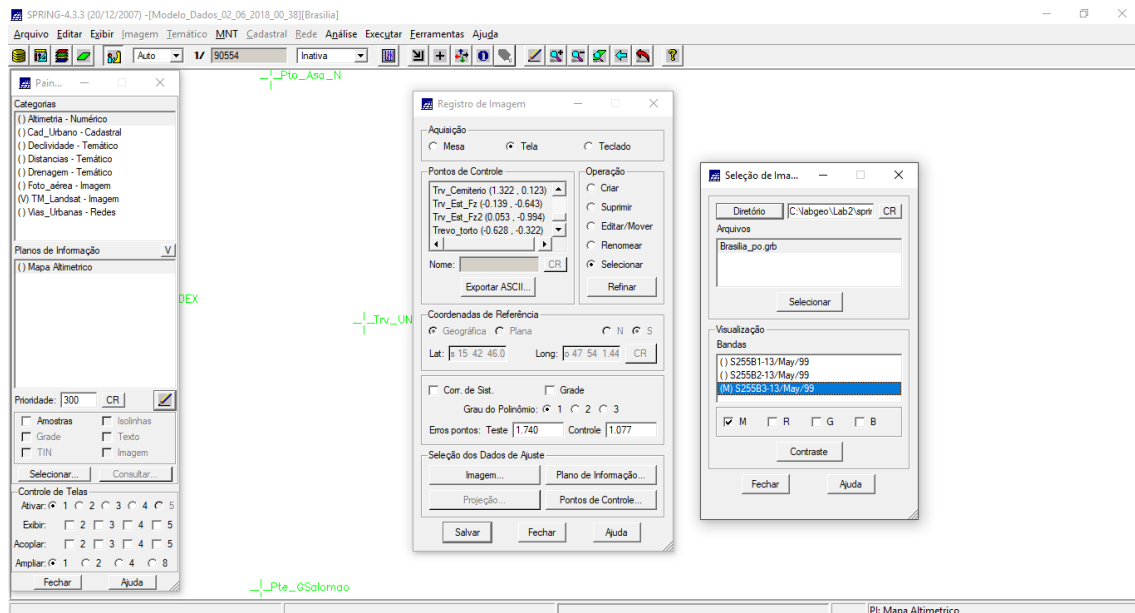 SPRING-4.3.3 (20/12/2007) -[Modelo_Dados_02_06_2018_00_38][Brasilia]
Arquivo Editar Exibir Imagem Temático MNT Cadastral Rede Análise Executar Ferramentas Ajuda
Auto 1/ 90554 Inativa
Pto_Asa_N
Pain...
Categorias
() Altimetria - Numérico
() Cad_Urbano - Cadastral
() Declividade - Temático
() Distancias - Temático
() Drenagem - Temático
() Foto_aérea - Imagem
(V) TM_Landsat - Imagem
() Vias_Urbanas - Redes
Planos de Informação V
() Mapa Altimetrico
Prioridade: 300 CR
Amostras Isolinhas
Grade Texto
TIN Imagem
Selecionar... Consultar...
Controle de Telas
Ativar: 1 2 3 4 5
Exibir: 2 3 4 5
Acoplar: 2 3 4 5
Ampliar: 1 2 4 8
Fechar Ajuda
DEX
Trv_UN
Pte_GSalomao
Registro de Imagem
Aquisição
Mesa Tela Teclado
Pontos de Controle
Trv_Cemiterio (1.322 , 0.123)
Trv_Est_Fz (-0.139 , -0.643)
Trv_Est_Fz2 (0.053 , -0.994)
Trevo_torto (-0.628 , -0.322)
Nome: CR
Exportar ASCII...
Operação
Criar
Suprimir
Editar/Mover
Renomear
Selecionar
Refinar
Coordenadas de Referência
Geográfica Plana N S
Lat: s 15 42 46.0 Long: o 47 54 1.44 CR
Corr. de Sist. Grade
Grau do Polinômio: 1 2 3
Erros pontos: Teste 1.740 Controle 1.077
Seleção dos Dados de Ajuste
Imagem... Plano de Informação...
Projeção... Pontos de Controle...
Salvar Fechar Ajuda
Seleção de Ima...
Diretório C:\labgeo\Lab2\sprin CR
Arquivos
Brasilia_po.grb
Selecionar
Visualização
Bandas
() S255B1-13/May/99
() S255B2-13/May/99
(M) S255B3-13/May/99
M R G B
Contraste
Fechar Ajuda
PI: Mapa Altimetrico